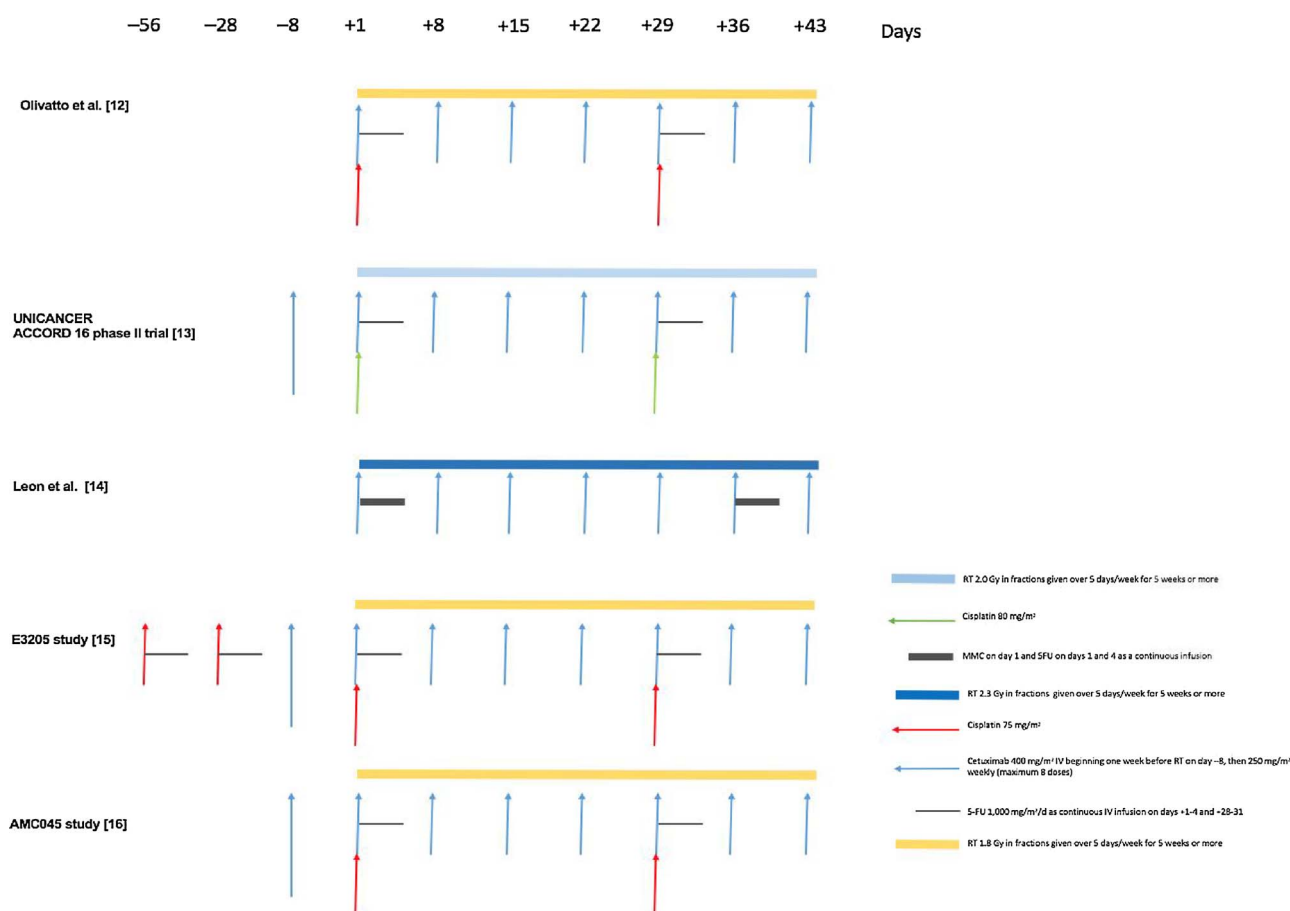 −56 −28 −8 +1 +8 +15 +22 +29 +36 +43 Days
Olivatto et al. [12]
UNICANCER
ACCORD 16 phase II trial [13]
Leon et al. [14]
E3205 study [15]
AMC045 study [16]
RT 2.0 Gy in fractions given over 5 days/week for 5 weeks or more
Cisplatin 80 mg/m²
MMC on day 1 and 5FU on days 1 and 4 as a continuous infusion
RT 2.3 Gy in fractions given over 5 days/week for 5 weeks or more
Cisplatin 75 mg/m²
Cetuximab 400 mg/m² IV beginning one week before RT on day −8, then 250 mg/m²
weekly (maximum 8 doses)
5-FU 1,000 mg/m²/d as continuous IV infusion on days +1-4 and +28-31
RT 1.8 Gy in fractions given over 5 days/week for 5 weeks or more